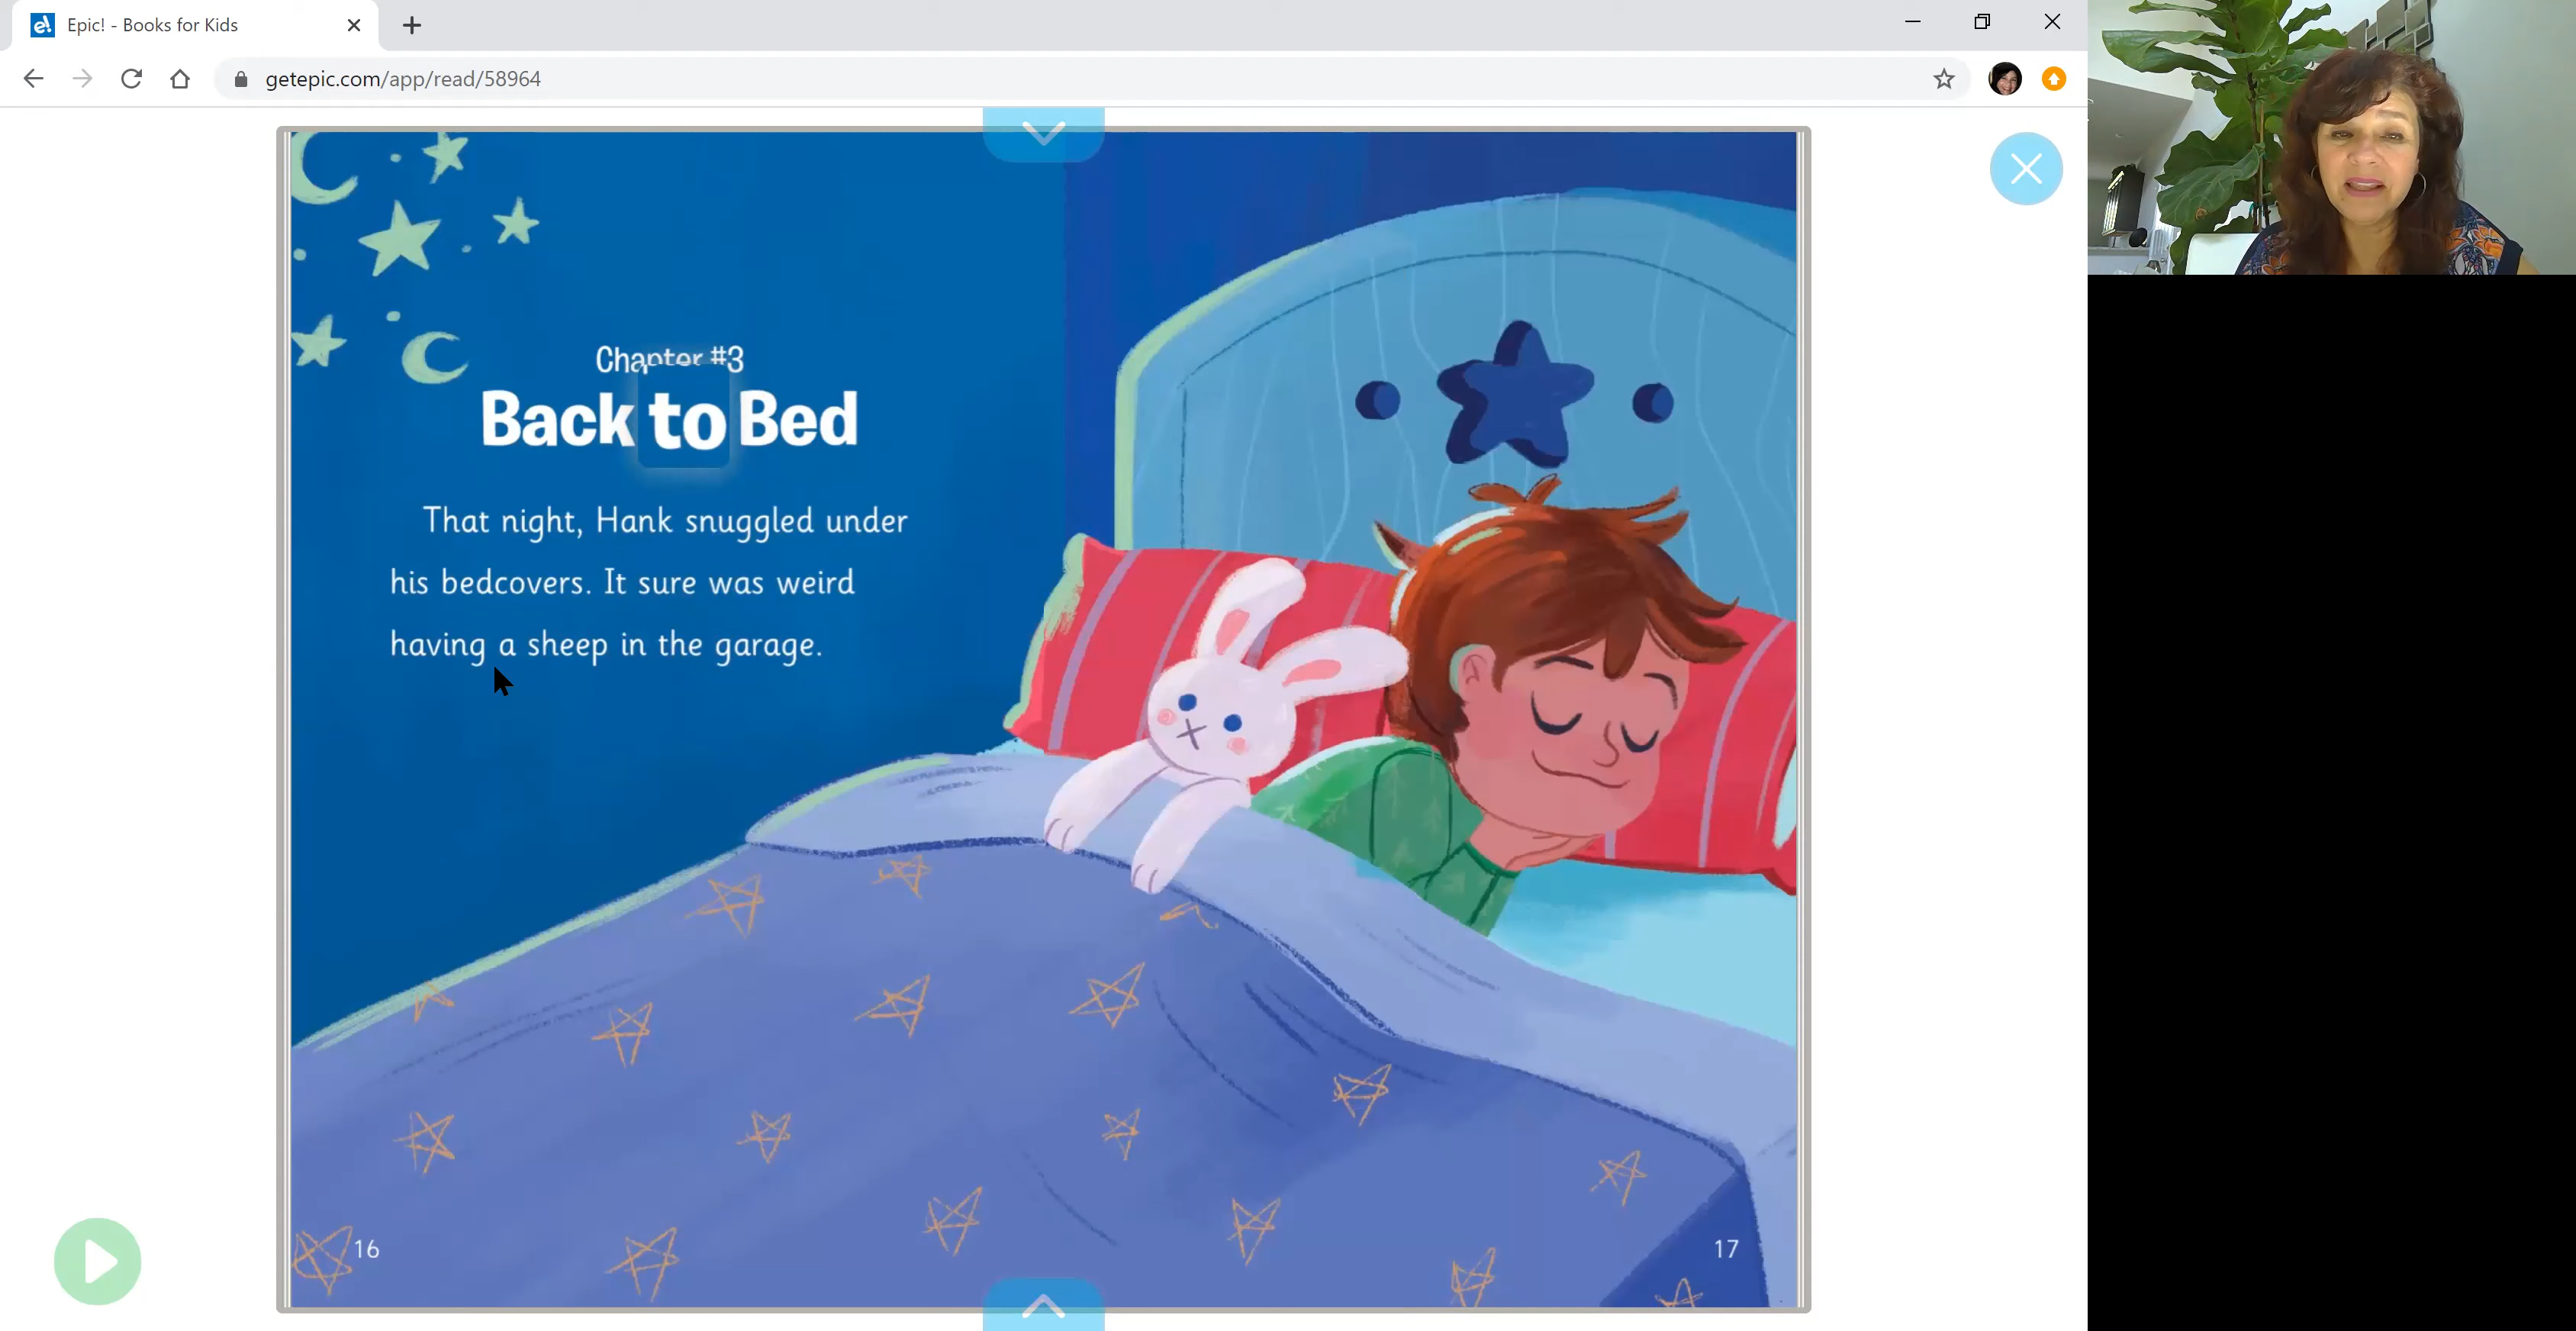 Epic! - Books for Kids
getepic.com/app/read/58964
Chapter #3
Back to Bed
That night, Hank snuggled under
his bedcovers. It sure was weird
having a sheep in the garage.
16
17